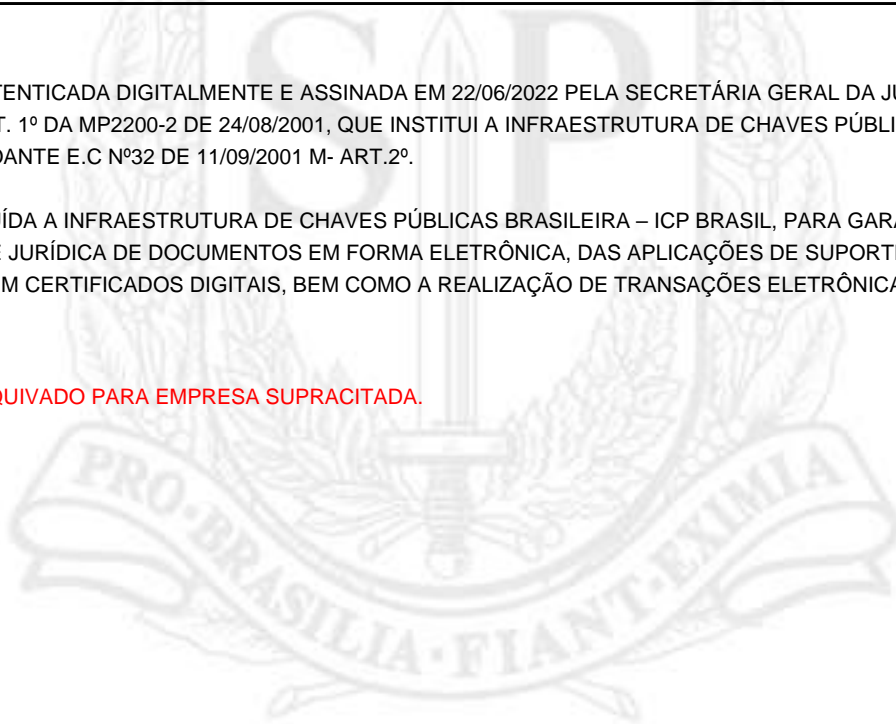 S P
TENTICADA DIGITALMENTE E ASSINADA EM 22/06/2022 PELA SECRETÁRIA GERAL DA JU
T. 1º DA MP2200-2 DE 24/08/2001, QUE INSTITUI A INFRAESTRUTURA DE CHAVES PÚBLI
DANTE E.C Nº32 DE 11/09/2001 M- ART.2º.
ÍDA A INFRAESTRUTURA DE CHAVES PÚBLICAS BRASILEIRA – ICP BRASIL, PARA GARA
E JURÍDICA DE DOCUMENTOS EM FORMA ELETRÔNICA, DAS APLICAÇÕES DE SUPORTE
M CERTIFICADOS DIGITAIS, BEM COMO A REALIZAÇÃO DE TRANSAÇÕES ELETRÔNICA
QUIVADO PARA EMPRESA SUPRACITADA.
PRO·BRASILIA·FIANT·EXIMIA